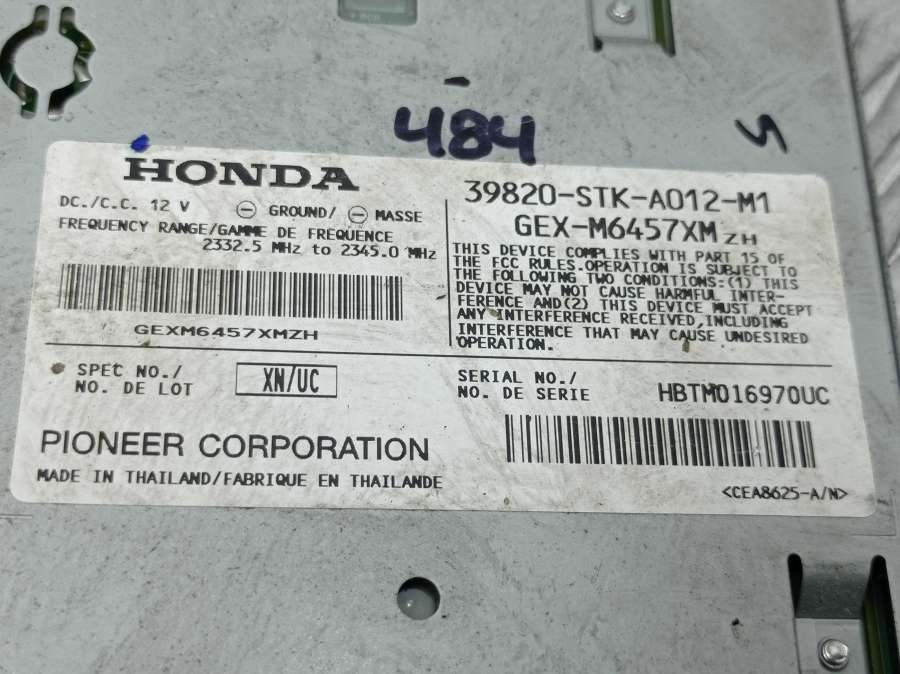 484
HONDA
DC./C.C. 12 V ⊖ GROUND/ ⊖ MASSE
FREQUENCY RANGE/GAMME DE FRÉQUENCE
2332.5 MHz to 2345.0 MHz
GEXM6457XMZH
39820-STK-A012-M1
GEX-M6457XM ZH
THIS DEVICE COMPLIES WITH PART 15 OF
THE FCC RULES.OPERATION IS SUBJECT TO
THE FOLLOWING TWO CONDITIONS:(1) THIS
DEVICE MAY NOT CAUSE HARMFUL INTER-
FERENCE AND(2) THIS DEVICE MUST ACCEPT
ANY INTERFERENCE RECEIVED,INCLUDING
INTERFERENCE THAT MAY CAUSE UNDESIRED
OPERATION.
SPEC NO./
NO. DE LOT
XN/UC
SERIAL NO./
NO. DE SERIE
HBTM016970UC
PIONEER CORPORATION
MADE IN THAILAND/FABRIQUE EN THAILANDE
<CEA8625-A/N>